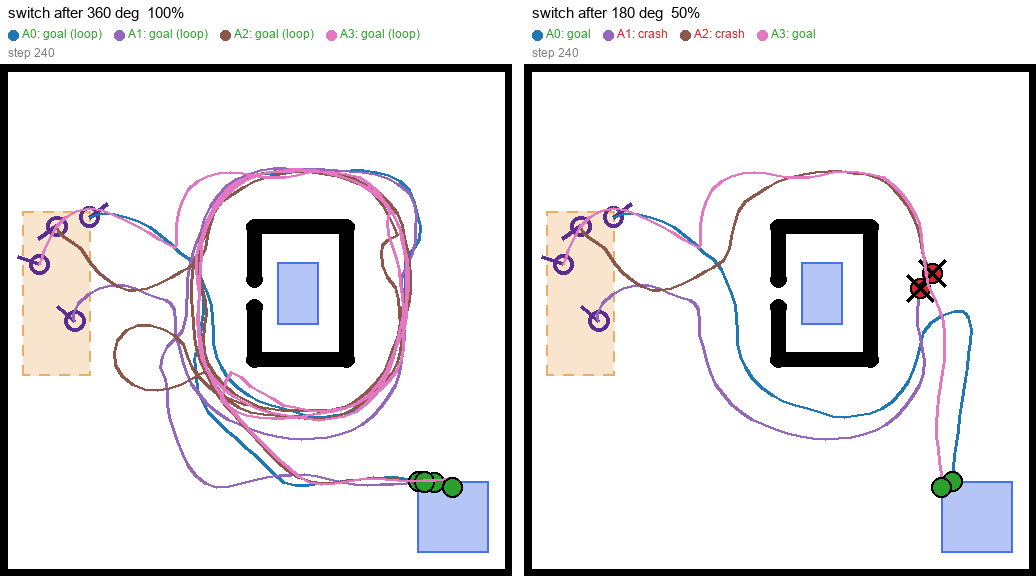 switch after 360 deg  100%
A0: goal (loop) A1: goal (loop) A2: goal (loop) A3: goal (loop)
step 240
switch after 180 deg  50%
A0: goal A1: crash A2: crash A3: goal
step 240